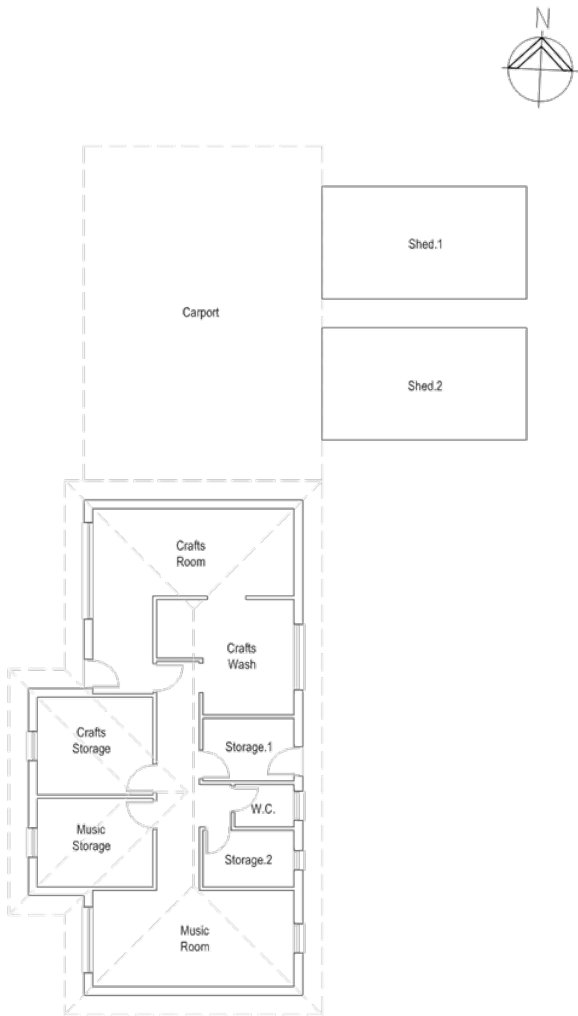 N
Shed.1
Carport
Shed.2
Crafts
Room
Crafts
Wash
Crafts
Storage
Storage.1
W.C.
Music
Storage
Storage.2
Music
Room